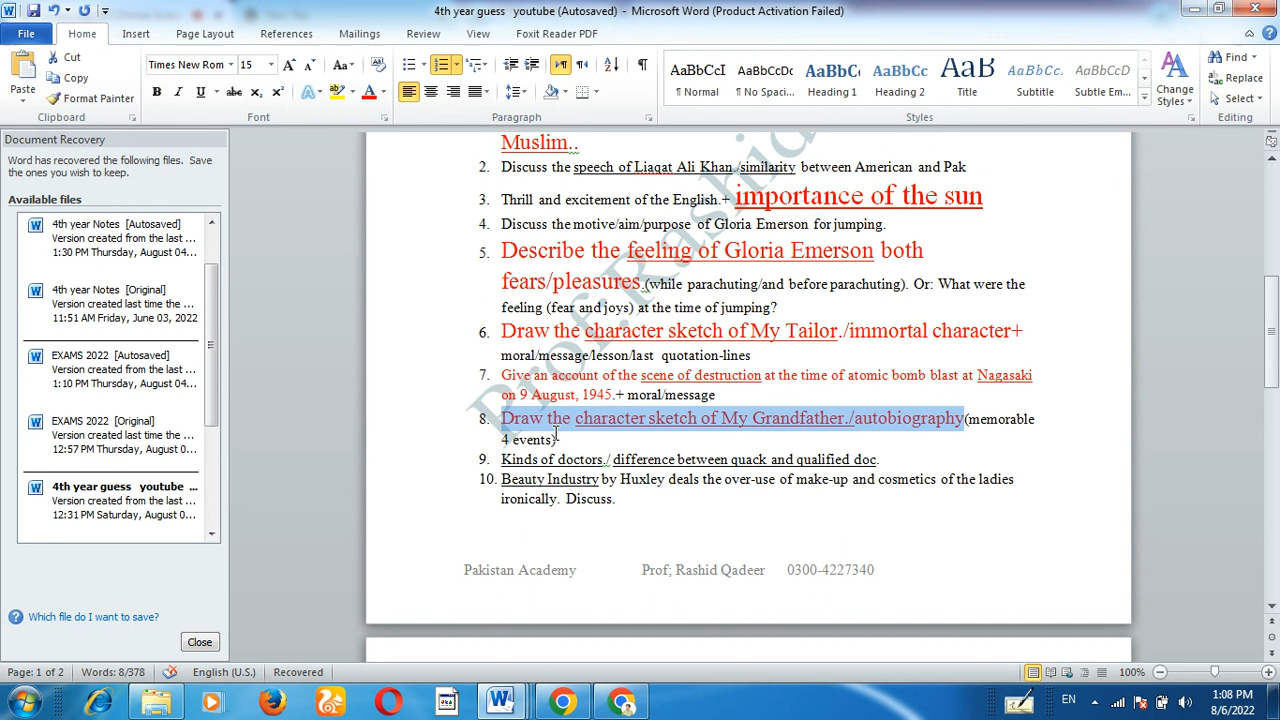 4th year guess   youtube (Autosaved) - Microsoft Word (Product Activation Failed)
File Home Insert Page Layout References Mailings Review View Foxit Reader PDF
Paste Cut Copy Format Painter Clipboard
Times New Rom 15 Aa B I U abc x₂ x² A Font
Paragraph
AaBbCcI AaBbCcDc AaBbC AaBbCc AaB AaBbCc. AaBbCcDc
¶ Normal ¶ No Spaci... Heading 1 Heading 2 Title Subtitle Subtle Em...
Styles
Change Styles
Find Replace Select Editing
Document Recovery
Word has recovered the following files. Save
the ones you wish to keep.
Available files
4th year Notes  [Autosaved]
Version created from the last ...
1:30 PM Thursday, August 04...
4th year Notes  [Original]
Version created last time the ...
11:51 AM Friday, June 03, 2022
EXAMS 2022  [Autosaved]
Version created from the last ...
1:10 PM Thursday, August 04...
EXAMS 2022  [Original]
Version created last time the ...
12:57 PM Wednesday, Augus...
4th year guess   youtube  ...
Version created from the last ...
12:31 PM Saturday, August 0...
Which file do I want to save?
Close
Prof; Rashid
Muslim..
2. Discuss the speech of Liaqat Ali Khan./similarity between American and Pak
3. Thrill and excitement of the English.+ importance of the sun
4. Discuss the motive/aim/purpose of Gloria Emerson for jumping.
5. Describe the feeling of Gloria Emerson both
fears/pleasures.(while parachuting/and before parachuting). Or: What were the
feeling (fear and joys) at the time of jumping?
6. Draw the character sketch of My Tailor./immortal character+
moral/message/lesson/last quotation-lines
7. Give an account of the scene of destruction at the time of atomic bomb blast at Nagasaki
on 9 August, 1945.+ moral/message
8. Draw the character sketch of My Grandfather./autobiography(memorable
4 events)
9. Kinds of doctors./ difference between quack and qualified doc.
10. Beauty Industry by Huxley deals the over-use of make-up and cosmetics of the ladies
ironically. Discuss.
Pakistan Academy Prof; Rashid Qadeer 0300-4227340
Page: 1 of 2 Words: 8/378 English (U.S.) Recovered 100%
EN 1:08 PM
8/6/2022